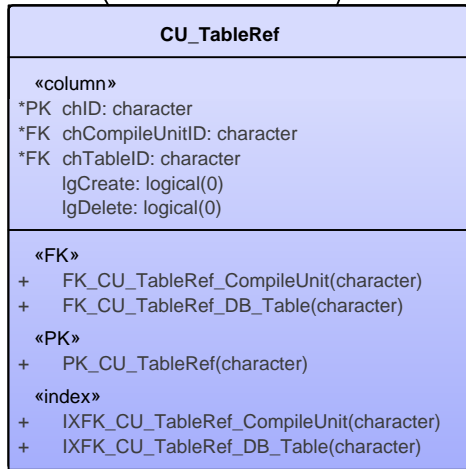 CU_TableRef
«column»
*PK chID: character
*FK chCompileUnitID: character
*FK chTableID: character
lgCreate: logical(0)
lgDelete: logical(0)
«FK»
+ FK_CU_TableRef_CompileUnit(character)
+ FK_CU_TableRef_DB_Table(character)
«PK»
+ PK_CU_TableRef(character)
«index»
+ IXFK_CU_TableRef_CompileUnit(character)
+ IXFK_CU_TableRef_DB_Table(character)